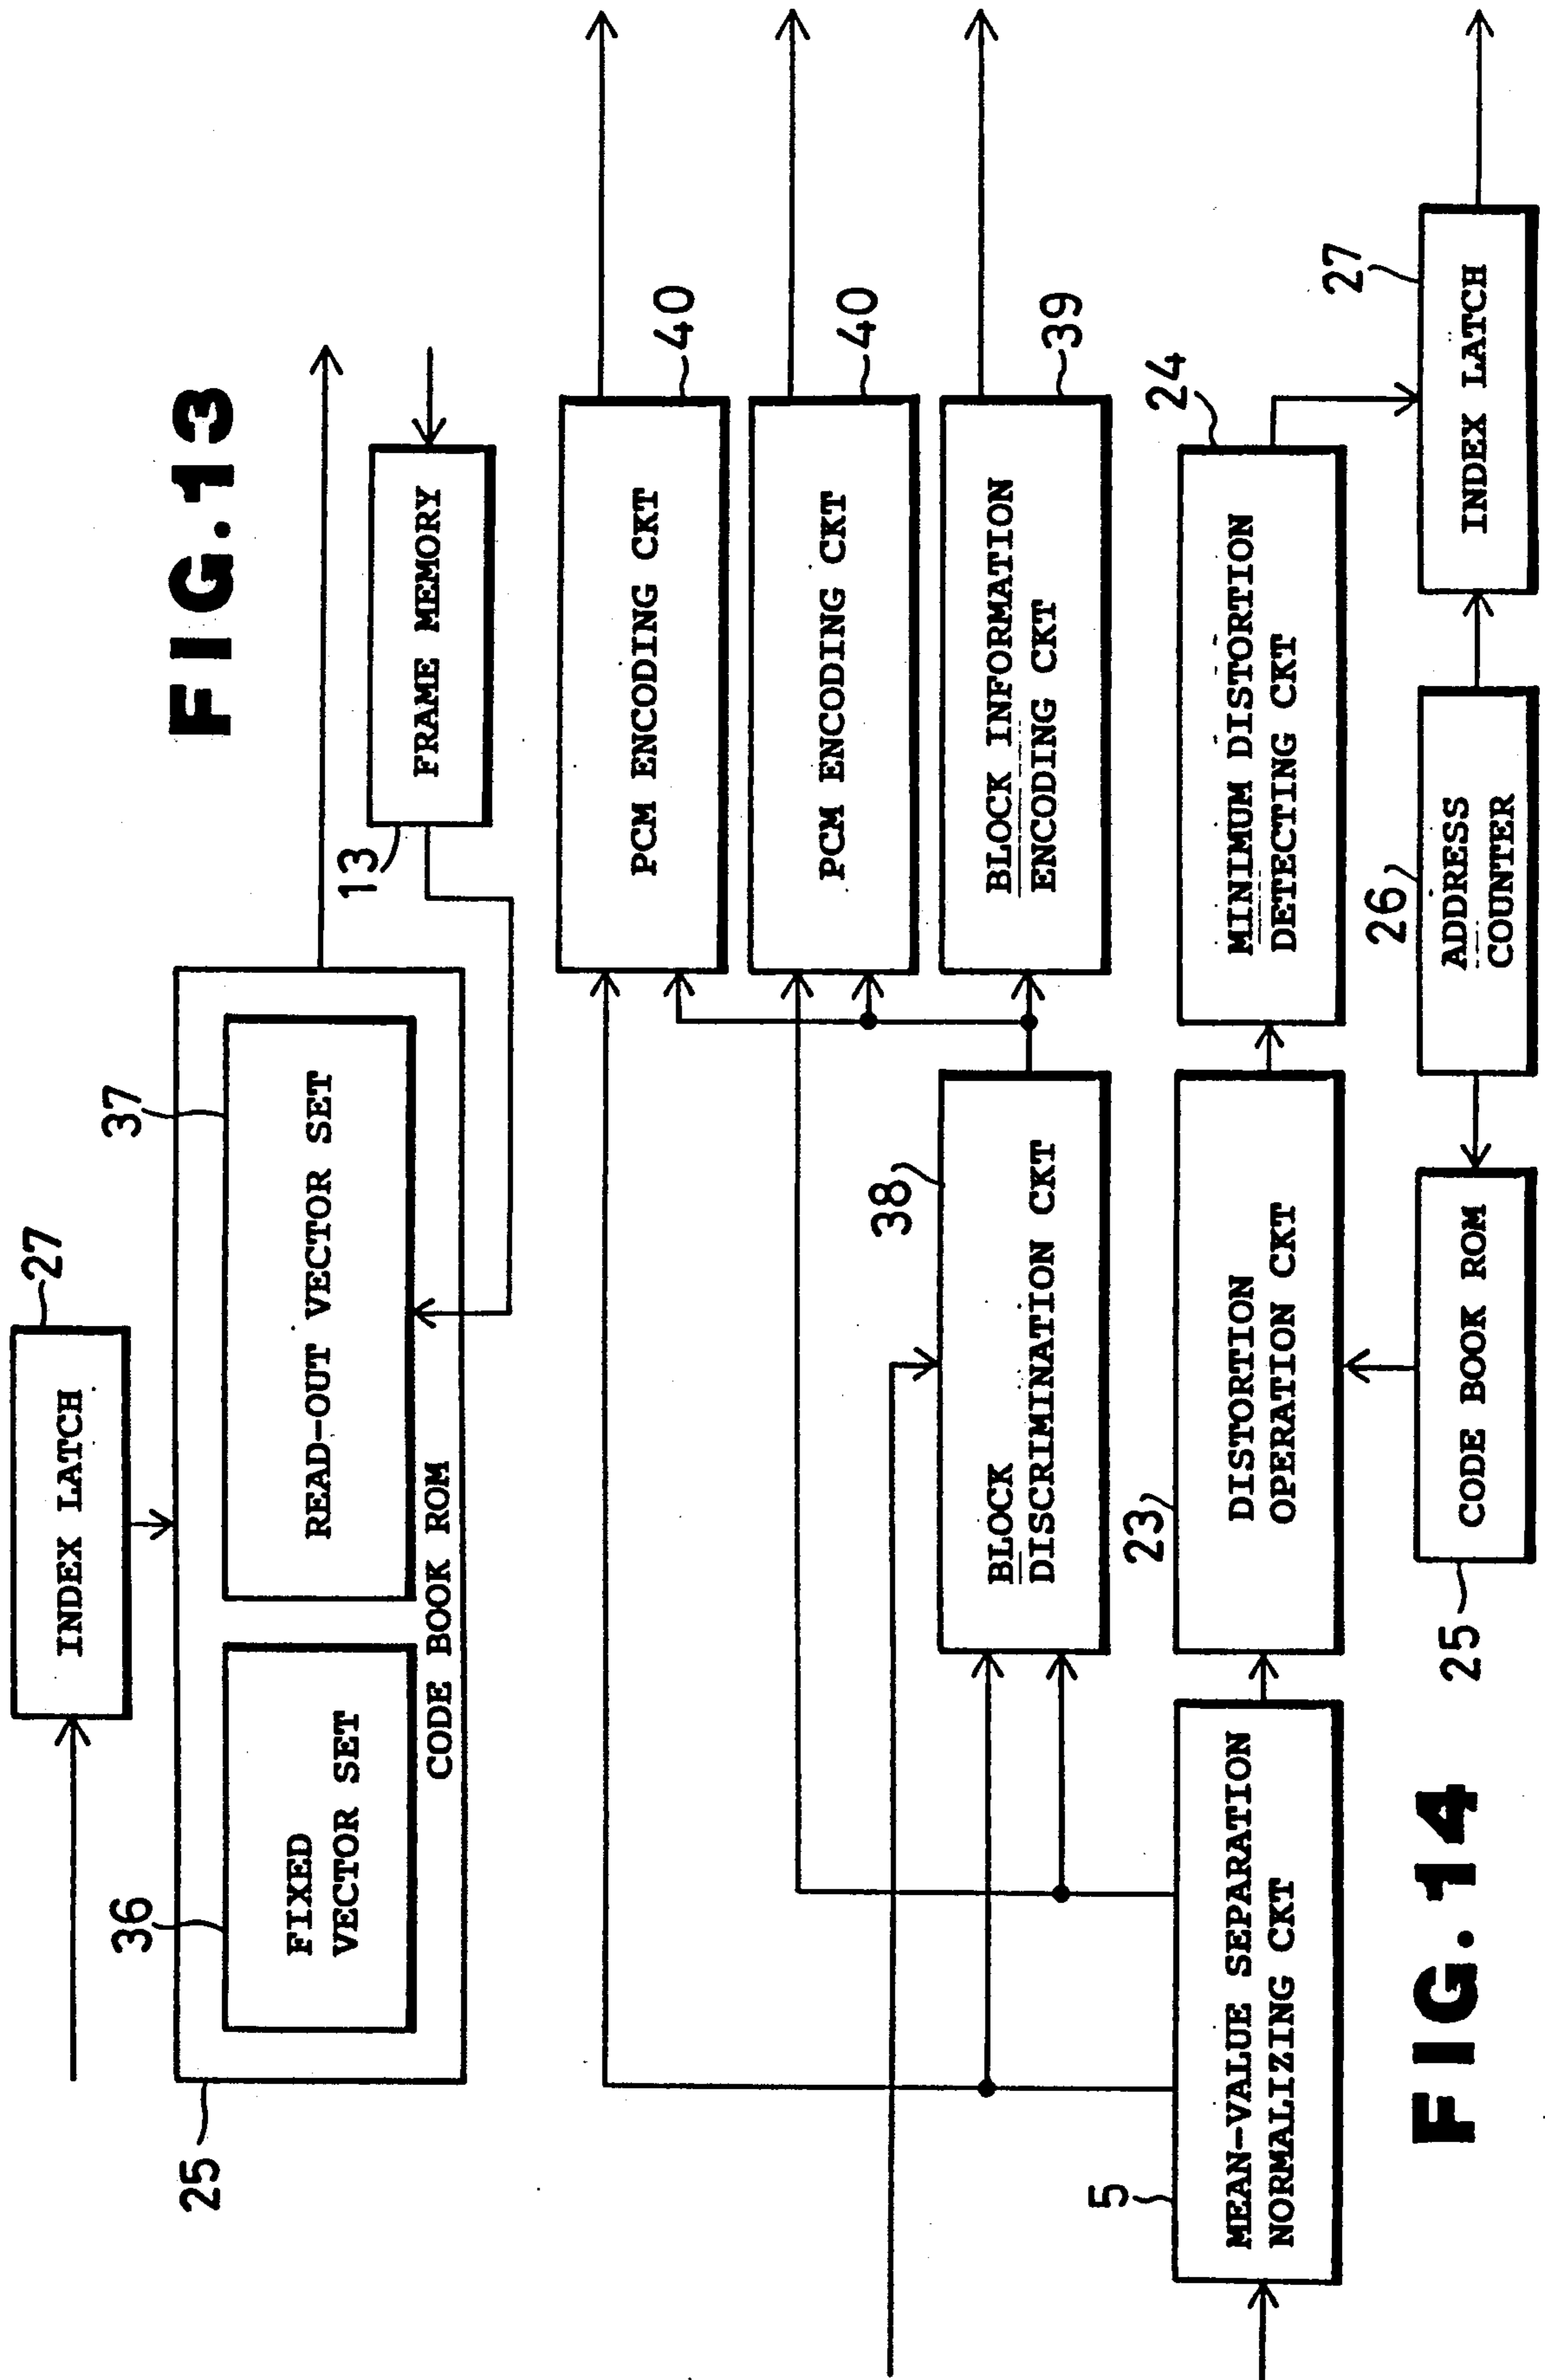 FIG.13
27
INDEX LATCH
36
37
FIXED
VECTOR SET
READ-OUT VECTOR SET
CODE BOOK ROM
25
13
FRAME MEMORY
PCM ENCODING CKT
40
PCM ENCODING CKT
40
38
BLOCK
DISCRIMINATION CKT
BLOCK INFORMATION
ENCODING CKT
39
5
MEAN-VALUE SEPARATION
NORMALIZING CKT
23
DISTORTION
OPERATION CKT
24
MINIMUM DISTORTION
DETECTING CKT
25
CODE BOOK ROM
26
ADDRESS
COUNTER
27
INDEX LATCH
FIG.14